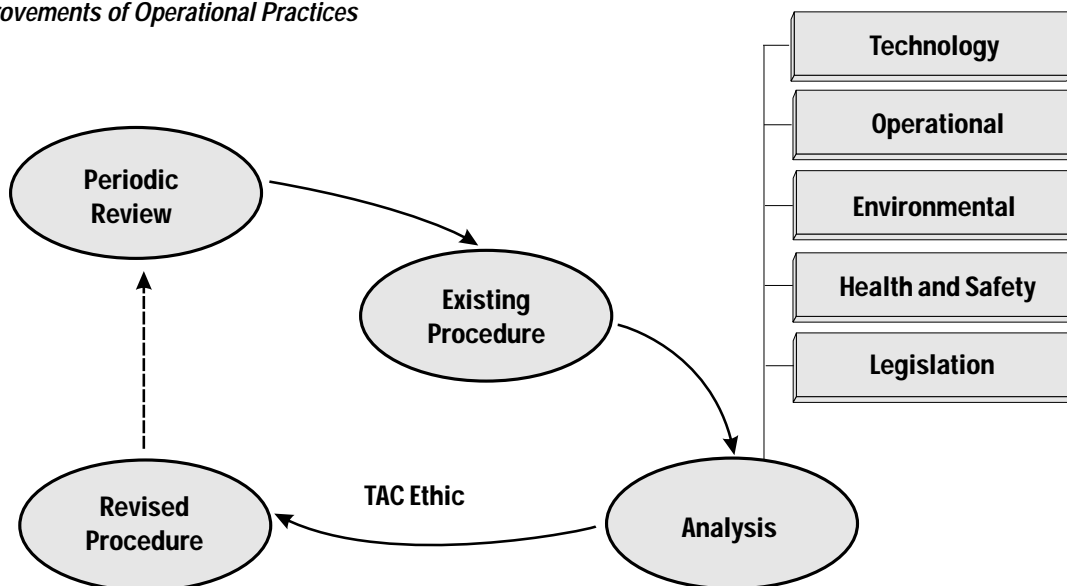 rovements of Operational Practices
Technology
Operational
Environmental
Health and Safety
Legislation
Periodic
Review
Existing
Procedure
TAC Ethic
Revised
Procedure
Analysis